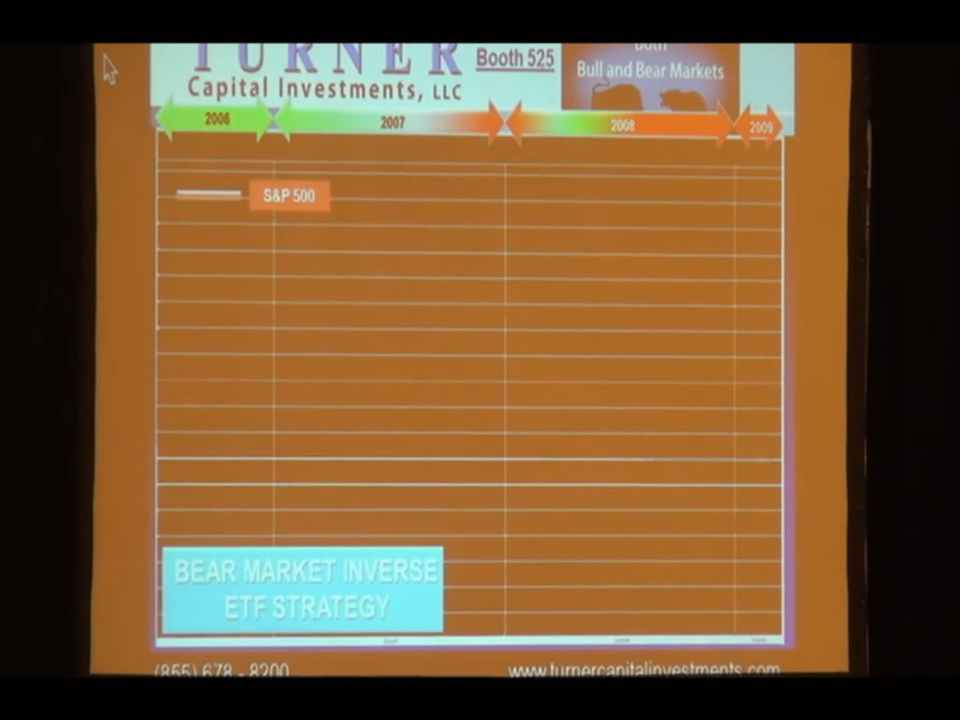 TURNER
Capital Investments, LLC
Booth 525
Both
Bull and Bear Markets
2006
2007
2008
2009
S&P 500
BEAR MARKET INVERSE
ETF STRATEGY
(855) 678 - 8200
www.turnercapitalinvestments.com